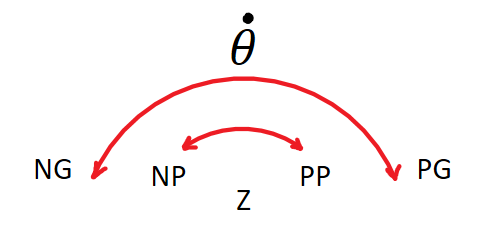 θ̇
NG NP PP PG
Z